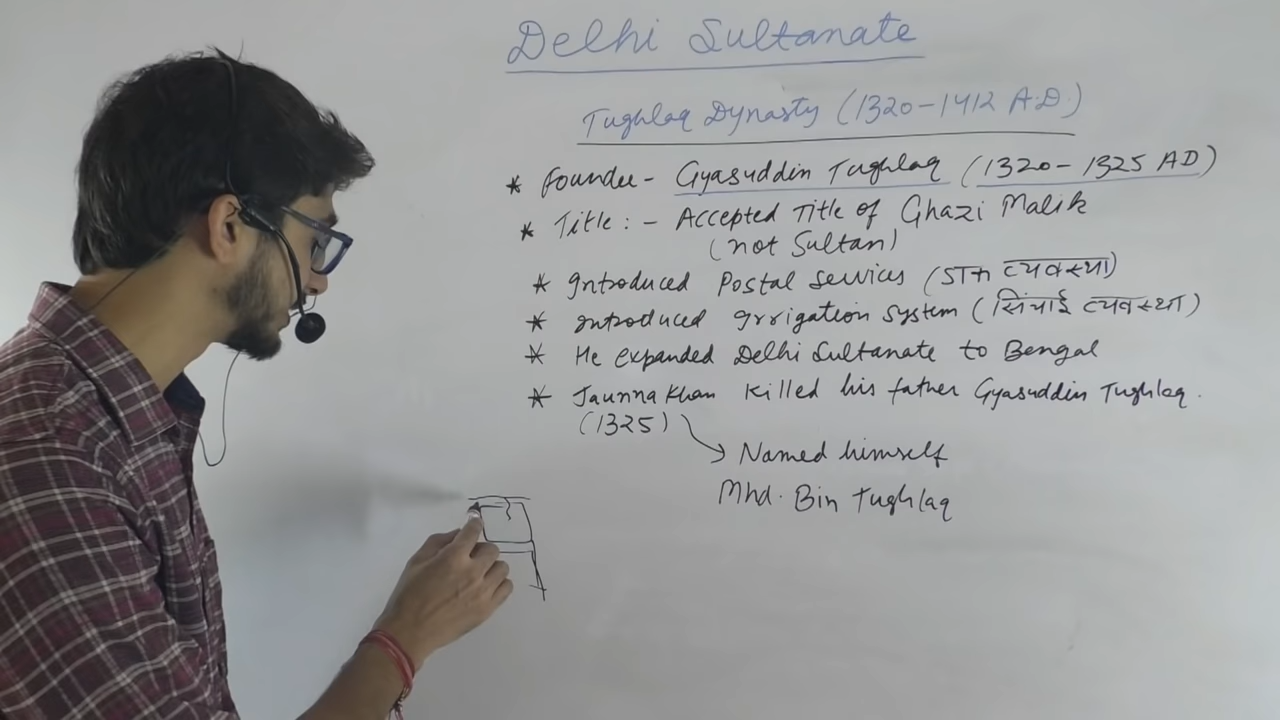 Delhi Sultanate
Tughlaq Dynasty (1320-1412 A.D.)
* Founder - Gyasuddin Tughlaq (1320-1325 AD)
* Title :- Accepted Title of Ghazi Malik
(not Sultan)
* Introduced Postal Services (डाक व्यवस्था)
* Introduced Irrigation System (सिंचाई व्यवस्था)
* He expanded Delhi Sultanate to Bengal
* Jaunna Khan Killed his father Gyasuddin Tughlaq.
(1325)
→ Named himself
Mhd. Bin Tughlaq